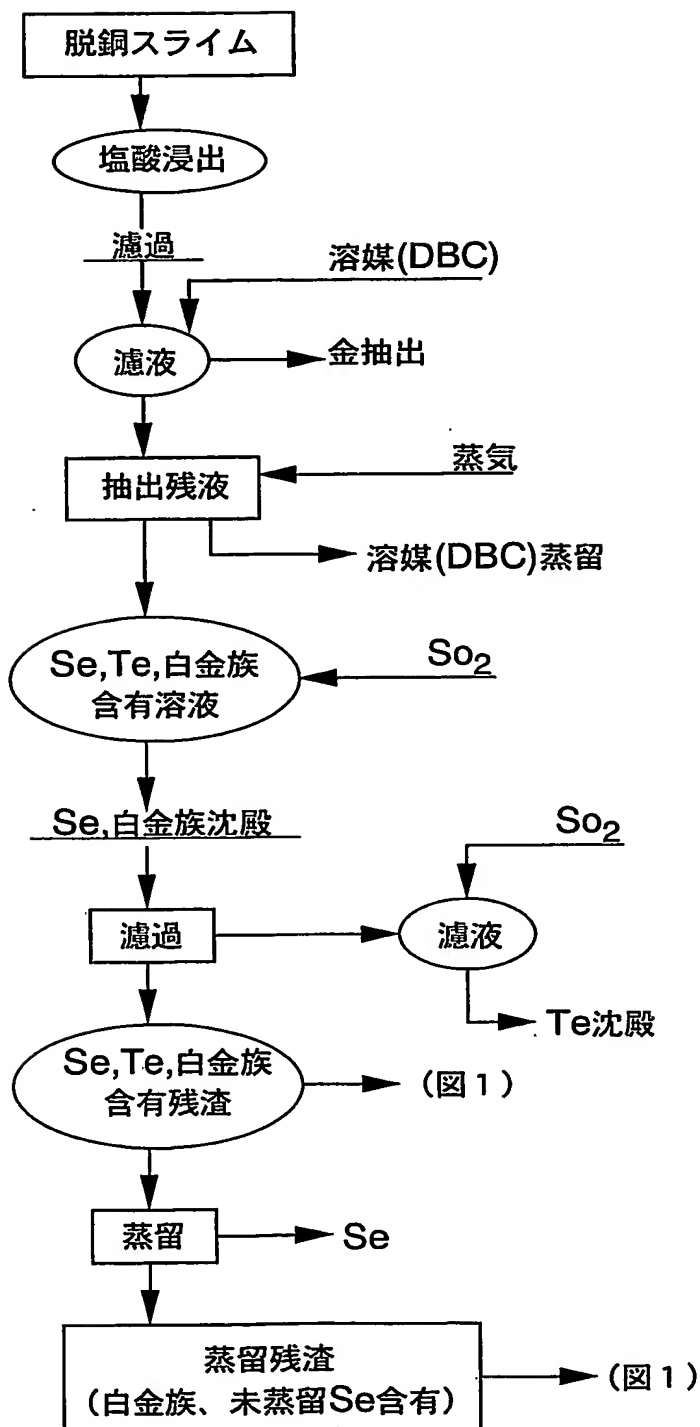 脱銅スライム
塩酸浸出
濾過
溶媒(DBC)
濾液
金抽出
蒸気
抽出残液
溶媒(DBC)蒸留
Se,Te,白金族
含有溶液
So2
Se,白金族沈殿
So2
濾過
濾液
Te沈殿
Se,Te,白金族
含有残渣
(図1)
蒸留
Se
蒸留残渣
(白金族、未蒸留Se含有)
(図1)